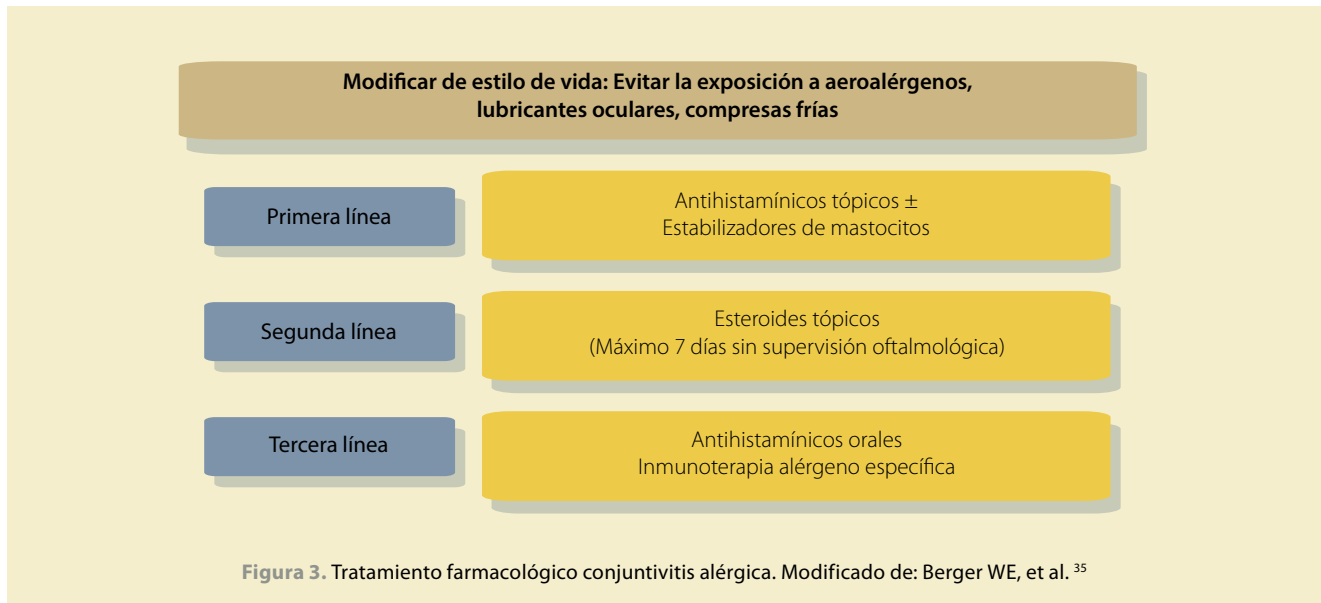 Modificar de estilo de vida: Evitar la exposición a aeroalérgenos,
lubricantes oculares, compresas frías
Primera línea
Antihistamínicos tópicos ±
Estabilizadores de mastocitos
Segunda línea
Esteroides tópicos
(Máximo 7 días sin supervisión oftalmológica)
Tercera línea
Antihistamínicos orales
Inmunoterapia alérgeno específica
Figura 3. Tratamiento farmacológico conjuntivitis alérgica. Modificado de: Berger WE, et al. 35